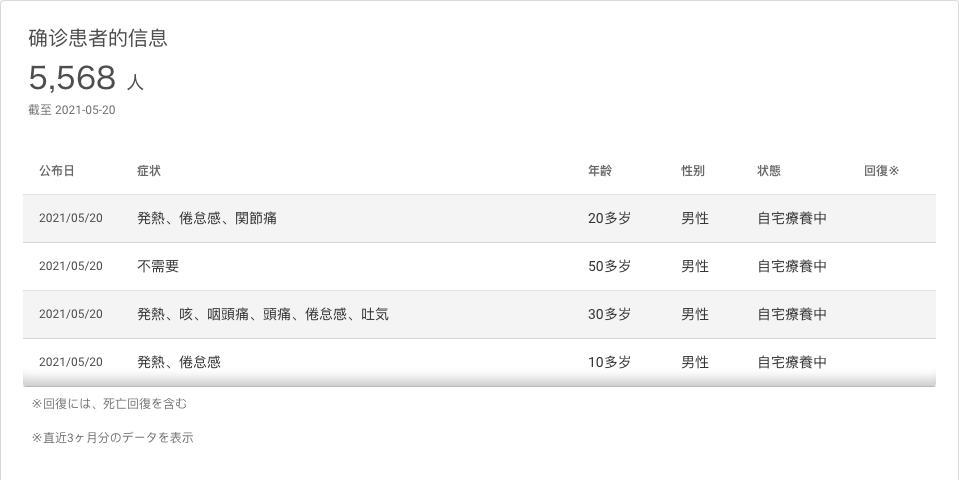 确诊患者的信息
5,568 人
截至 2021-05-20
公布日 症状 年齢 性別 状態 回復※
2021/05/20 発熱、倦怠感、関節痛 20多岁 男性 自宅療養中
2021/05/20 不需要 50多岁 男性 自宅療養中
2021/05/20 発熱、咳、咽頭痛、頭痛、倦怠感、吐気 30多岁 男性 自宅療養中
2021/05/20 発熱、倦怠感 10多岁 男性 自宅療養中
※回復には、死亡回復を含む
※直近3ヶ月分のデータを表示